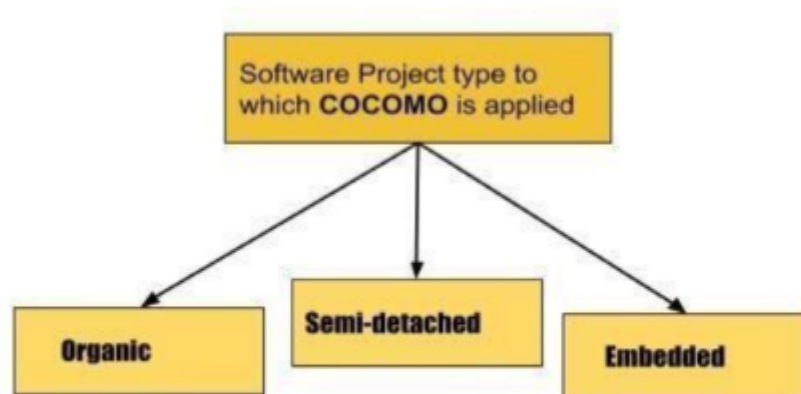 Software Project type to
which COCOMO is applied
Organic
Semi-detached
Embedded